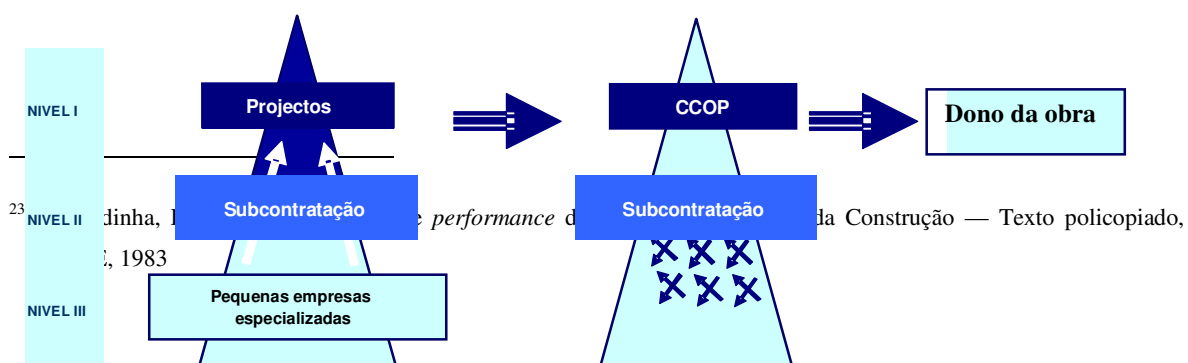 NIVEL I
Projectos
CCOP
Dono da obra
23
NIVEL II
Subcontratação
Subcontratação
dinha, e performance d da Construção — Texto policopiado,
, 1983
NIVEL III
Pequenas empresas
especializadas